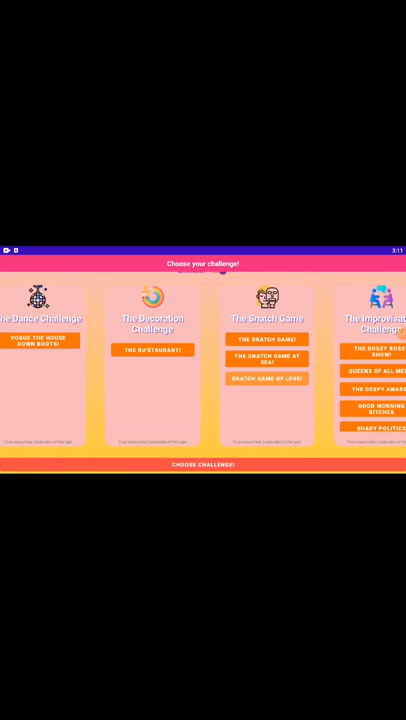 3:11
Choose your challenge!
The Dance Challenge
VOGUE THE HOUSE
DOWN BOOTS!
The Decoration
Challenge
THE RU'STAURANT!
The Snatch Game
THE SNATCH GAME!
THE SNATCH GAME AT
SEA!
SNATCH GAME OF LOVE!
The Improvisat
Challenge
THE BOSSY ROSS
SHOW!
QUEENS OF ALL ME
THE DESPY AWAR
GOOD MORNING
BITCHES
SHADY POLITICS
CHOOSE CHALLENGE!